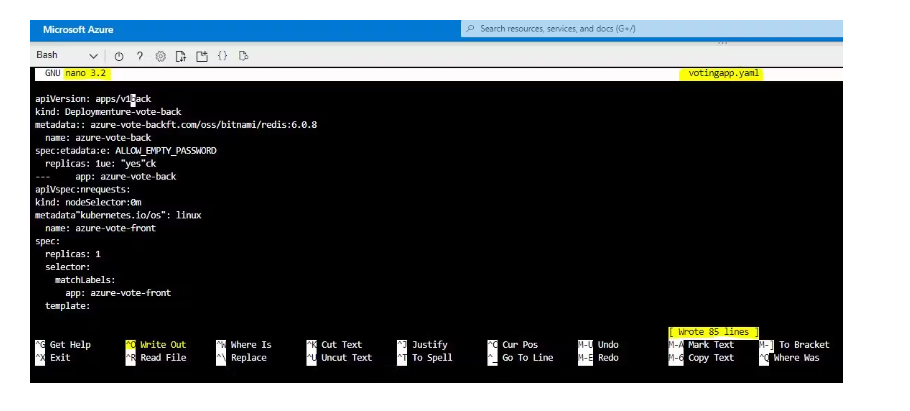 Microsoft Azure
Search resources, services, and docs (G+/)
Bash
GNU nano 3.2 votingapp.yaml
apiVersion: apps/v1back
kind: Deploymenture-vote-back
metadata:: azure-vote-backft.com/oss/bitnami/redis:6.0.8
name: azure-vote-back
spec:etadata:e: ALLOW_EMPTY_PASSWORD
replicas: 1ue: "yes"ck
--- app: azure-vote-back
apiVspec:nrequests:
kind: nodeSelector:0m
metadata"kubernetes.io/os": linux
name: azure-vote-front
spec:
replicas: 1
selector:
matchLabels:
app: azure-vote-front
template:
[ Wrote 85 lines ]
^G Get Help ^O Write Out ^W Where Is ^K Cut Text ^J Justify ^C Cur Pos M-U Undo M-A Mark Text M-] To Bracket
^X Exit ^R Read File ^\ Replace ^U Uncut Text ^T To Spell ^_ Go To Line M-E Redo M-6 Copy Text ^Q Where Was